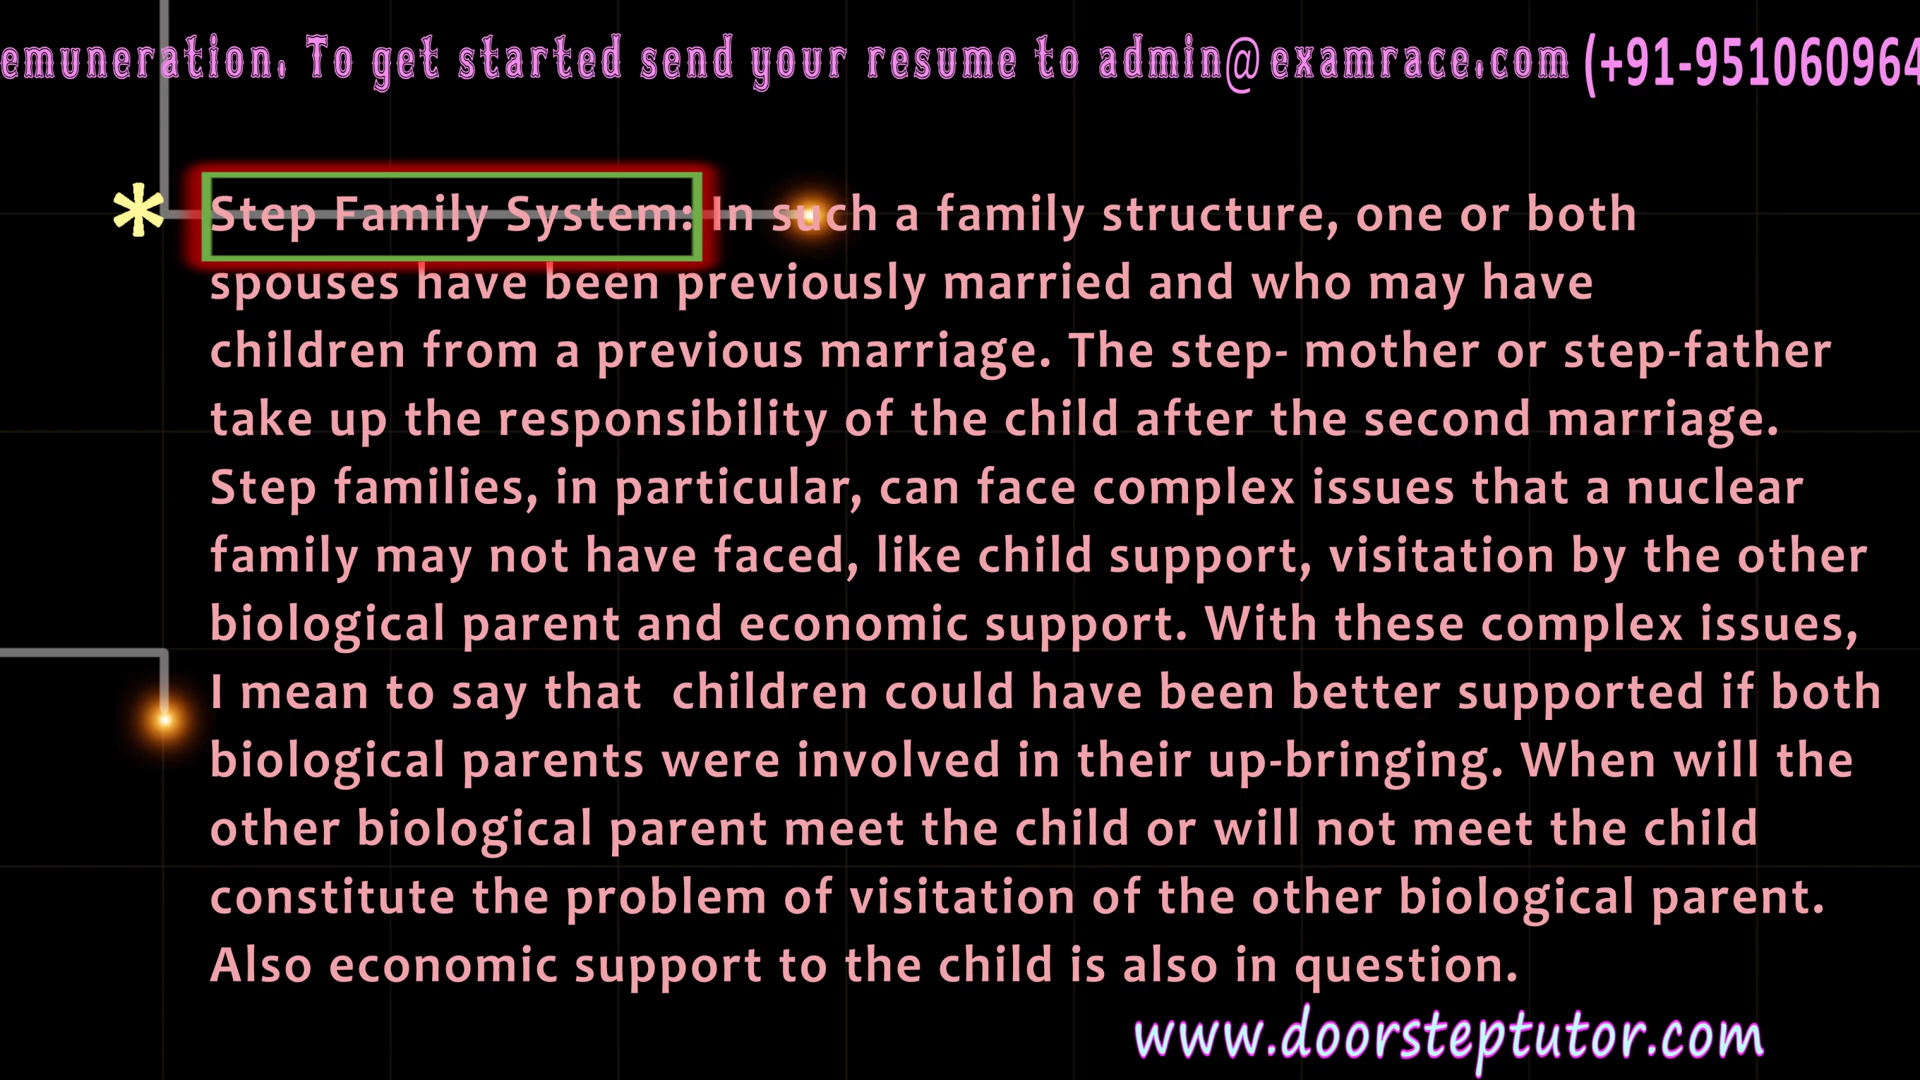 emuneration. To get started send your resume to admin@examrace.com (+91-951060964
* Step Family System: In such a family structure, one or both
spouses have been previously married and who may have
children from a previous marriage. The step- mother or step-father
take up the responsibility of the child after the second marriage.
Step families, in particular, can face complex issues that a nuclear
family may not have faced, like child support, visitation by the other
biological parent and economic support. With these complex issues,
I mean to say that  children could have been better supported if both
biological parents were involved in their up-bringing. When will the
other biological parent meet the child or will not meet the child
constitute the problem of visitation of the other biological parent.
Also economic support to the child is also in question.
www.doorsteptutor.com